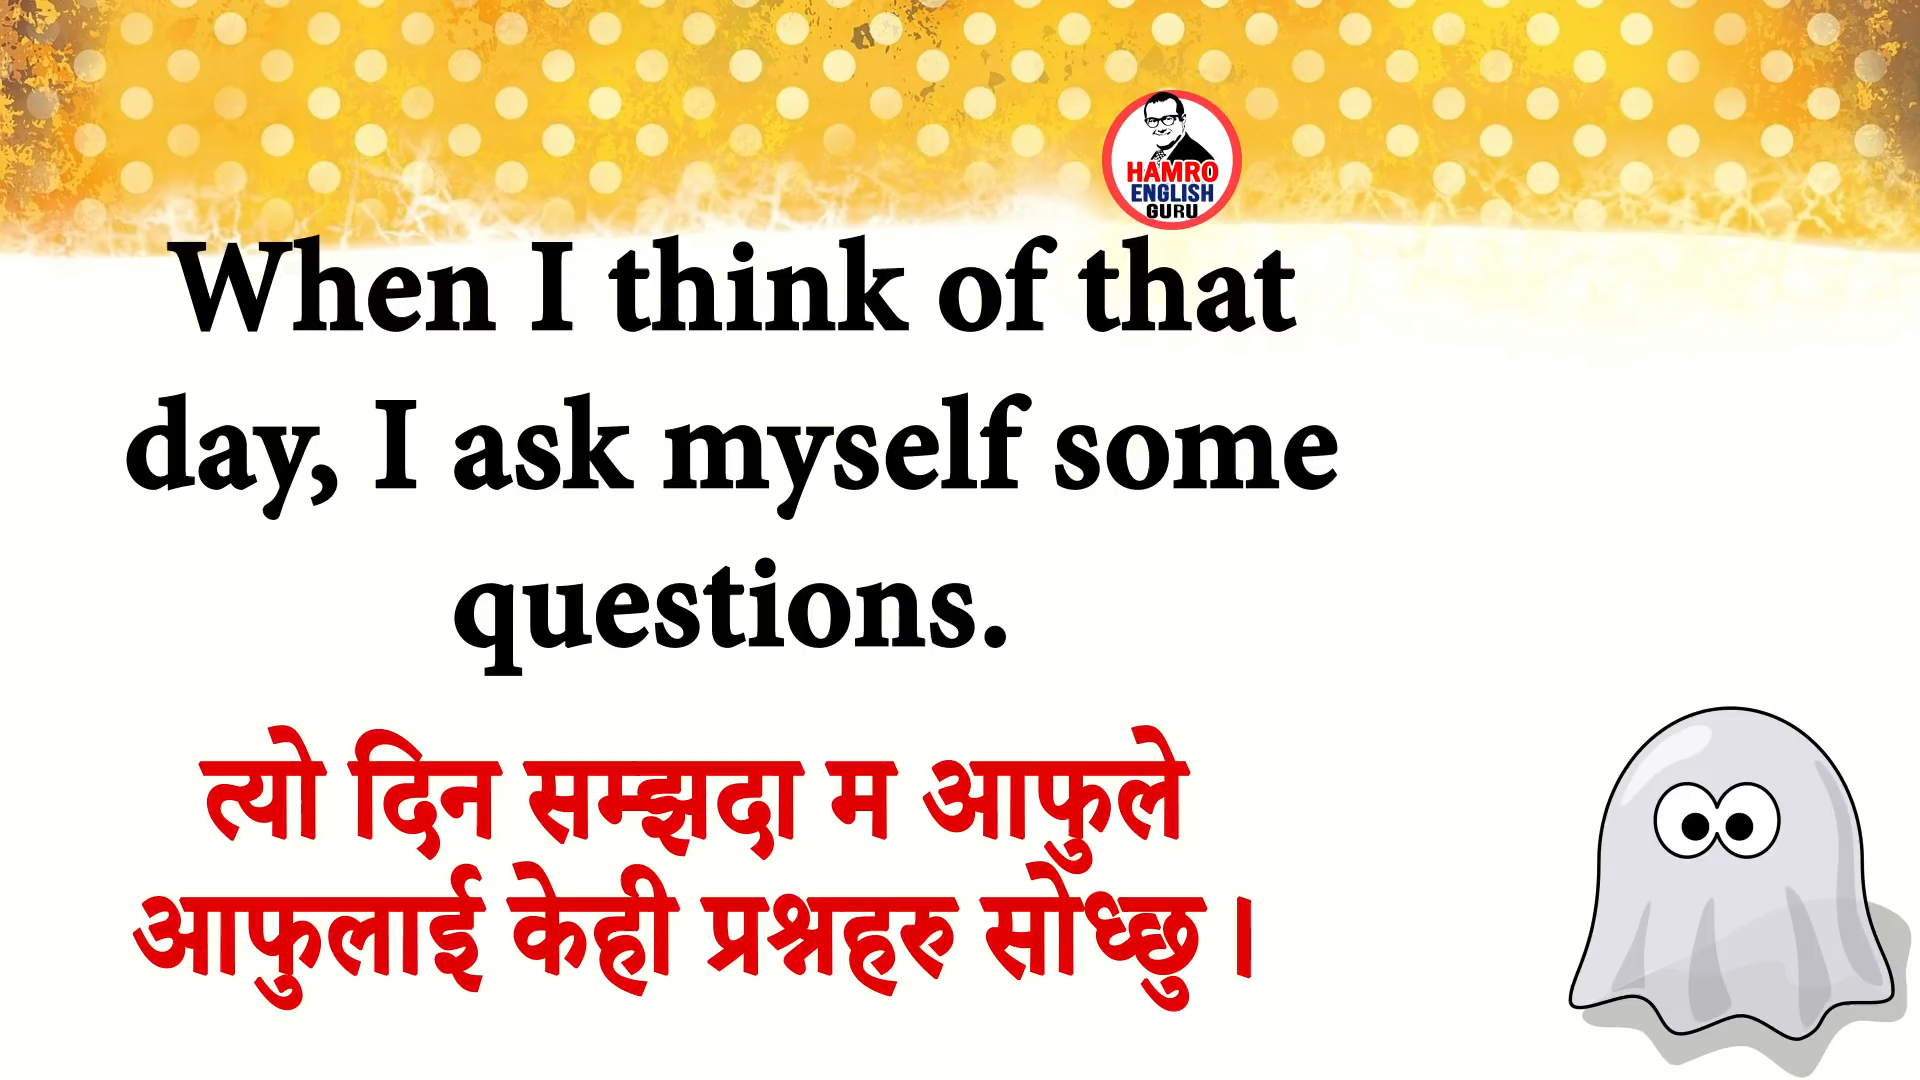 HAMRO
ENGLISH
GURU
When I think of that
day, I ask myself some
questions.
त्यो दिन सम्झदा म आफुले
आफुलाई केही प्रश्नहरु सोध्छु ।